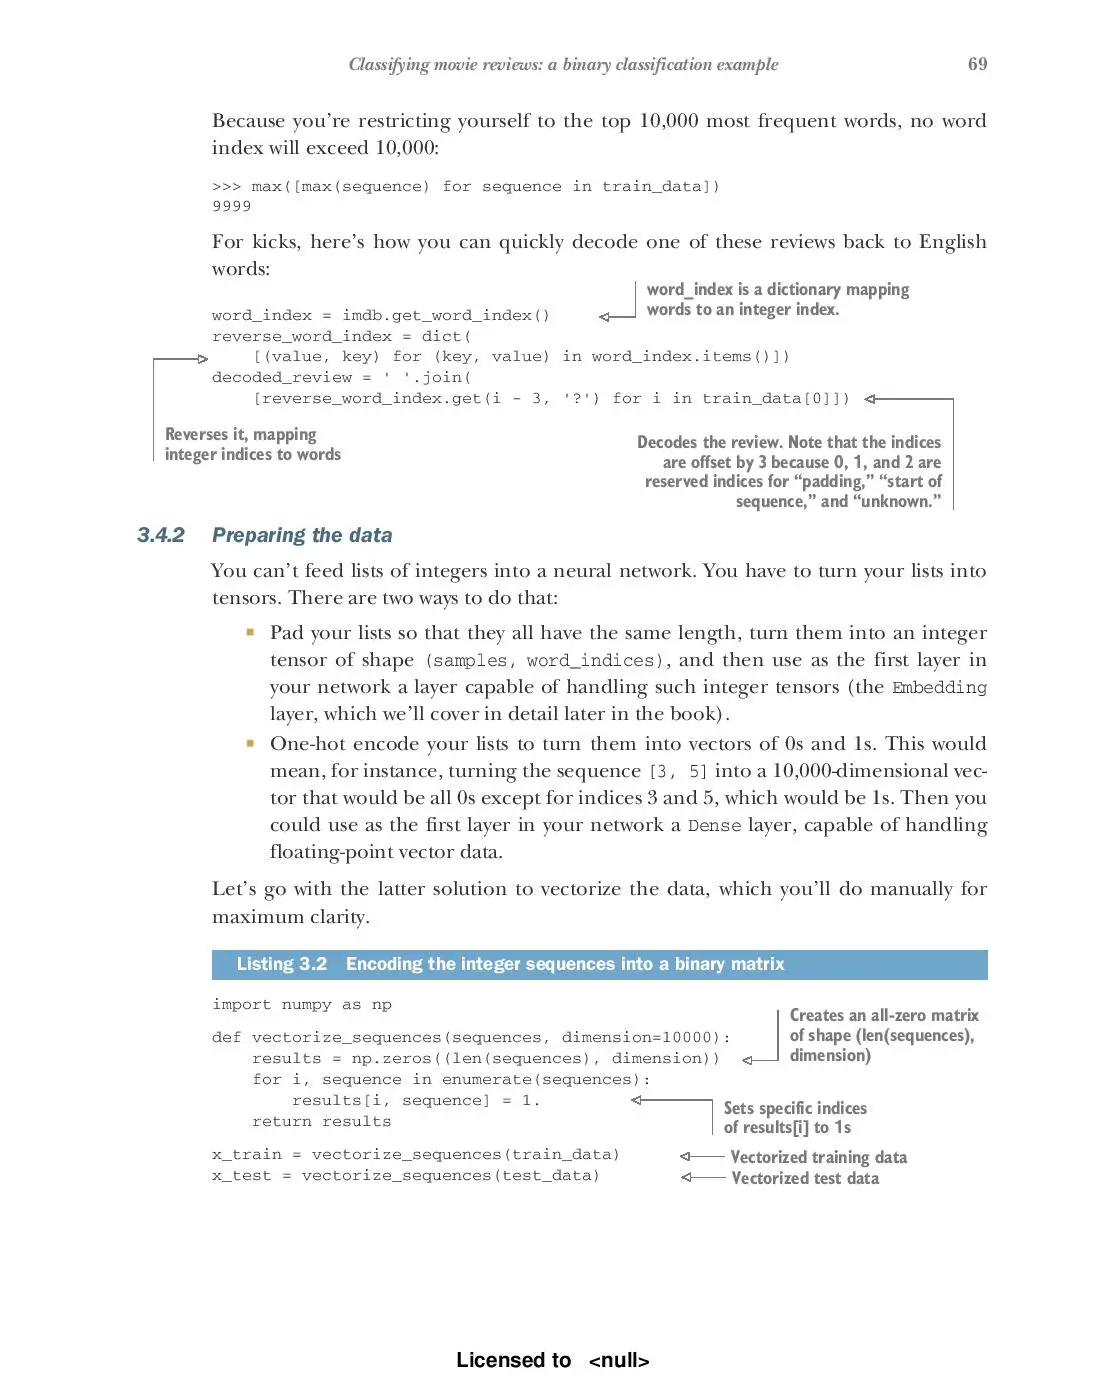 Classifying movie reviews: a binary classification example 69
Because you’re restricting yourself to the top 10,000 most frequent words, no word
index will exceed 10,000:
>>> max([max(sequence) for sequence in train_data])
9999
For kicks, here’s how you can quickly decode one of these reviews back to English
words:
word_index is a dictionary mapping
words to an integer index.
word_index = imdb.get_word_index()
reverse_word_index = dict(
    [(value, key) for (key, value) in word_index.items()])
decoded_review = ' '.join(
    [reverse_word_index.get(i - 3, '?') for i in train_data[0]])
Reverses it, mapping
integer indices to words
Decodes the review. Note that the indices
are offset by 3 because 0, 1, and 2 are
reserved indices for “padding,” “start of
sequence,” and “unknown.”
3.4.2 Preparing the data
You can’t feed lists of integers into a neural network. You have to turn your lists into
tensors. There are two ways to do that:
■ Pad your lists so that they all have the same length, turn them into an integer
tensor of shape (samples, word_indices), and then use as the first layer in
your network a layer capable of handling such integer tensors (the Embedding
layer, which we’ll cover in detail later in the book).
■ One-hot encode your lists to turn them into vectors of 0s and 1s. This would
mean, for instance, turning the sequence [3, 5] into a 10,000-dimensional vec-
tor that would be all 0s except for indices 3 and 5, which would be 1s. Then you
could use as the first layer in your network a Dense layer, capable of handling
floating-point vector data.
Let’s go with the latter solution to vectorize the data, which you’ll do manually for
maximum clarity.
Listing 3.2 Encoding the integer sequences into a binary matrix
import numpy as np
def vectorize_sequences(sequences, dimension=10000):
    results = np.zeros((len(sequences), dimension))
    for i, sequence in enumerate(sequences):
        results[i, sequence] = 1.
    return results
Creates an all-zero matrix
of shape (len(sequences),
dimension)
Sets specific indices
of results[i] to 1s
x_train = vectorize_sequences(train_data) Vectorized training data
x_test = vectorize_sequences(test_data) Vectorized test data
Licensed to <null>